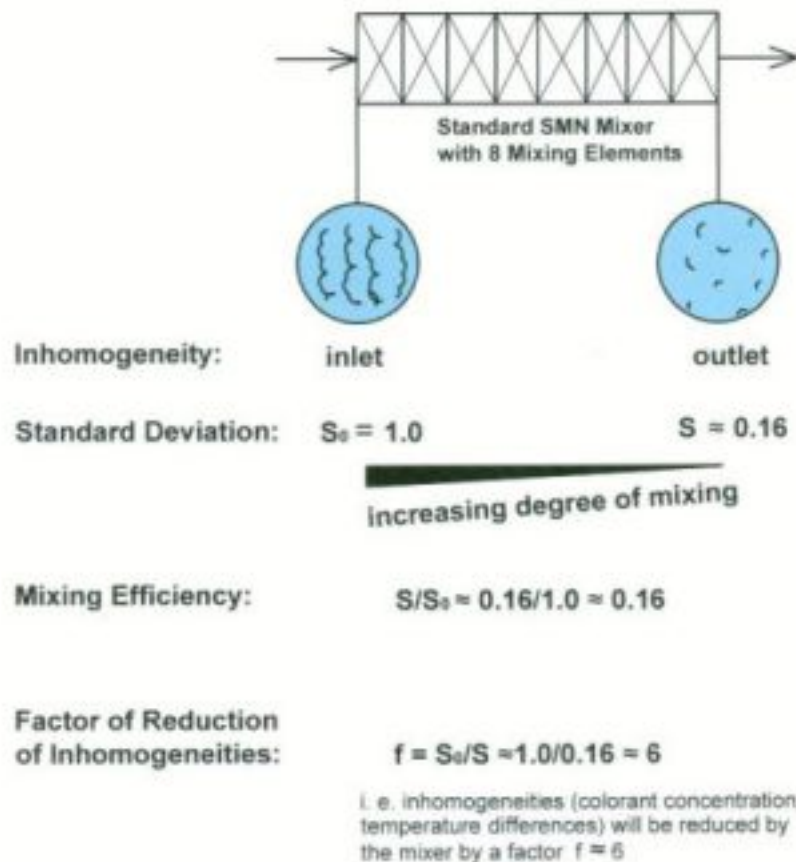 Standard SMN Mixer
with 8 Mixing Elements
Inhomogeneity: inlet outlet
Standard Deviation: S₀ = 1.0 S = 0.16
increasing degree of mixing
Mixing Efficiency: S/S₀ ≈ 0.16/1.0 ≈ 0.16
Factor of Reduction
of Inhomogeneities: f = S₀/S ≈1.0/0.16 ≈ 6
i. e. inhomogeneities (colorant concentration
temperature differences) will be reduced by
the mixer by a factor f ≈ 6